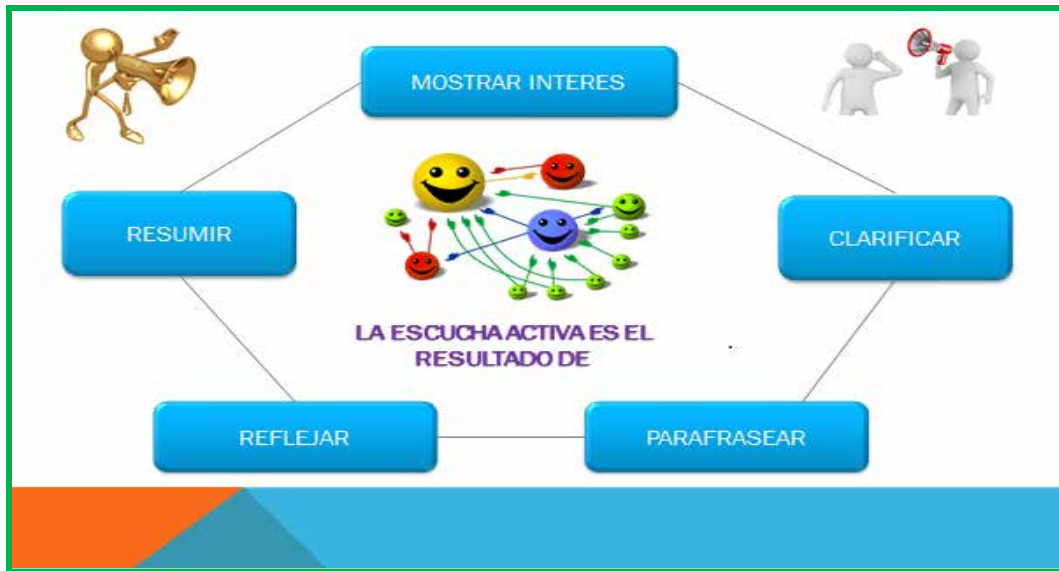 MOSTRAR INTERES
RESUMIR
CLARIFICAR
LA ESCUCHA ACTIVA ES EL
RESULTADO DE
.
REFLEJAR
PARAFRASEAR